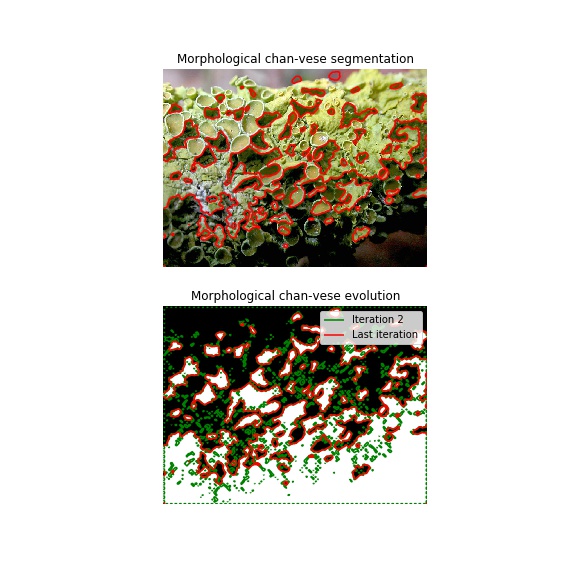 Morphological chan-vese segmentation
Morphological chan-vese evolution
Iteration 2
Last iteration